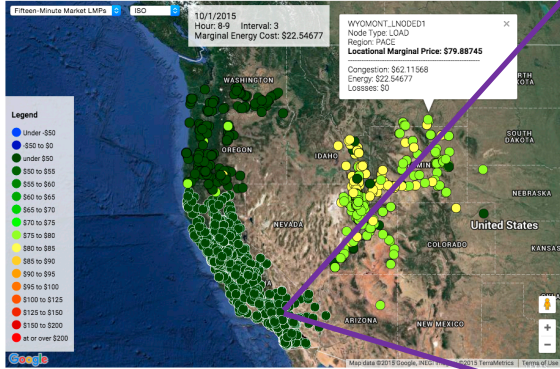 Fifteen-Minute Market LMPs
ISO
10/1/2015
Hour: 8-9 Interval: 3
Marginal Energy Cost: $22.54677
WYOMONT_LNODED1
Node Type: LOAD
Region: PACE
Locational Marginal Price: $79.88745
Congestion: $62.11568
Energy: $22.54677
Lossses: $0
WASHINGTON
OREGON
IDAHO
SOUTH
DAKOTA
NEBRASKA
NEVADA
United States
COLORADO
KANSAS
ARIZONA
NEW MEXICO
Legend
Under -$50
-$50 to $0
under $50
$50 to $55
$55 to $60
$60 to $65
$65 to $70
$70 to $75
$75 to $80
$80 to $85
$85 to $90
$90 to $95
$95 to $100
$100 to $125
$125 to $150
$150 to $200
at or over $200
+
−
Google
Map data ©2015 Google, INEGI Imagery ©2015 TerraMetrics
Terms of Use